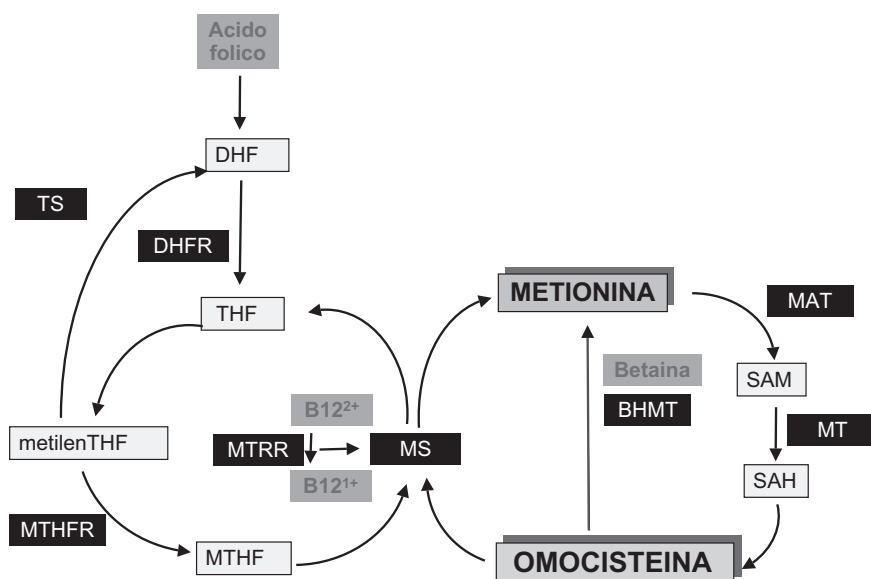 Acido
folico
DHF
TS
DHFR
THF
METIONINA
MAT
Betaina
SAM
B12²⁺
BHMT
metilenTHF
MTRR
MS
MT
B12¹⁺
SAH
MTHFR
MTHF
OMOCISTEINA